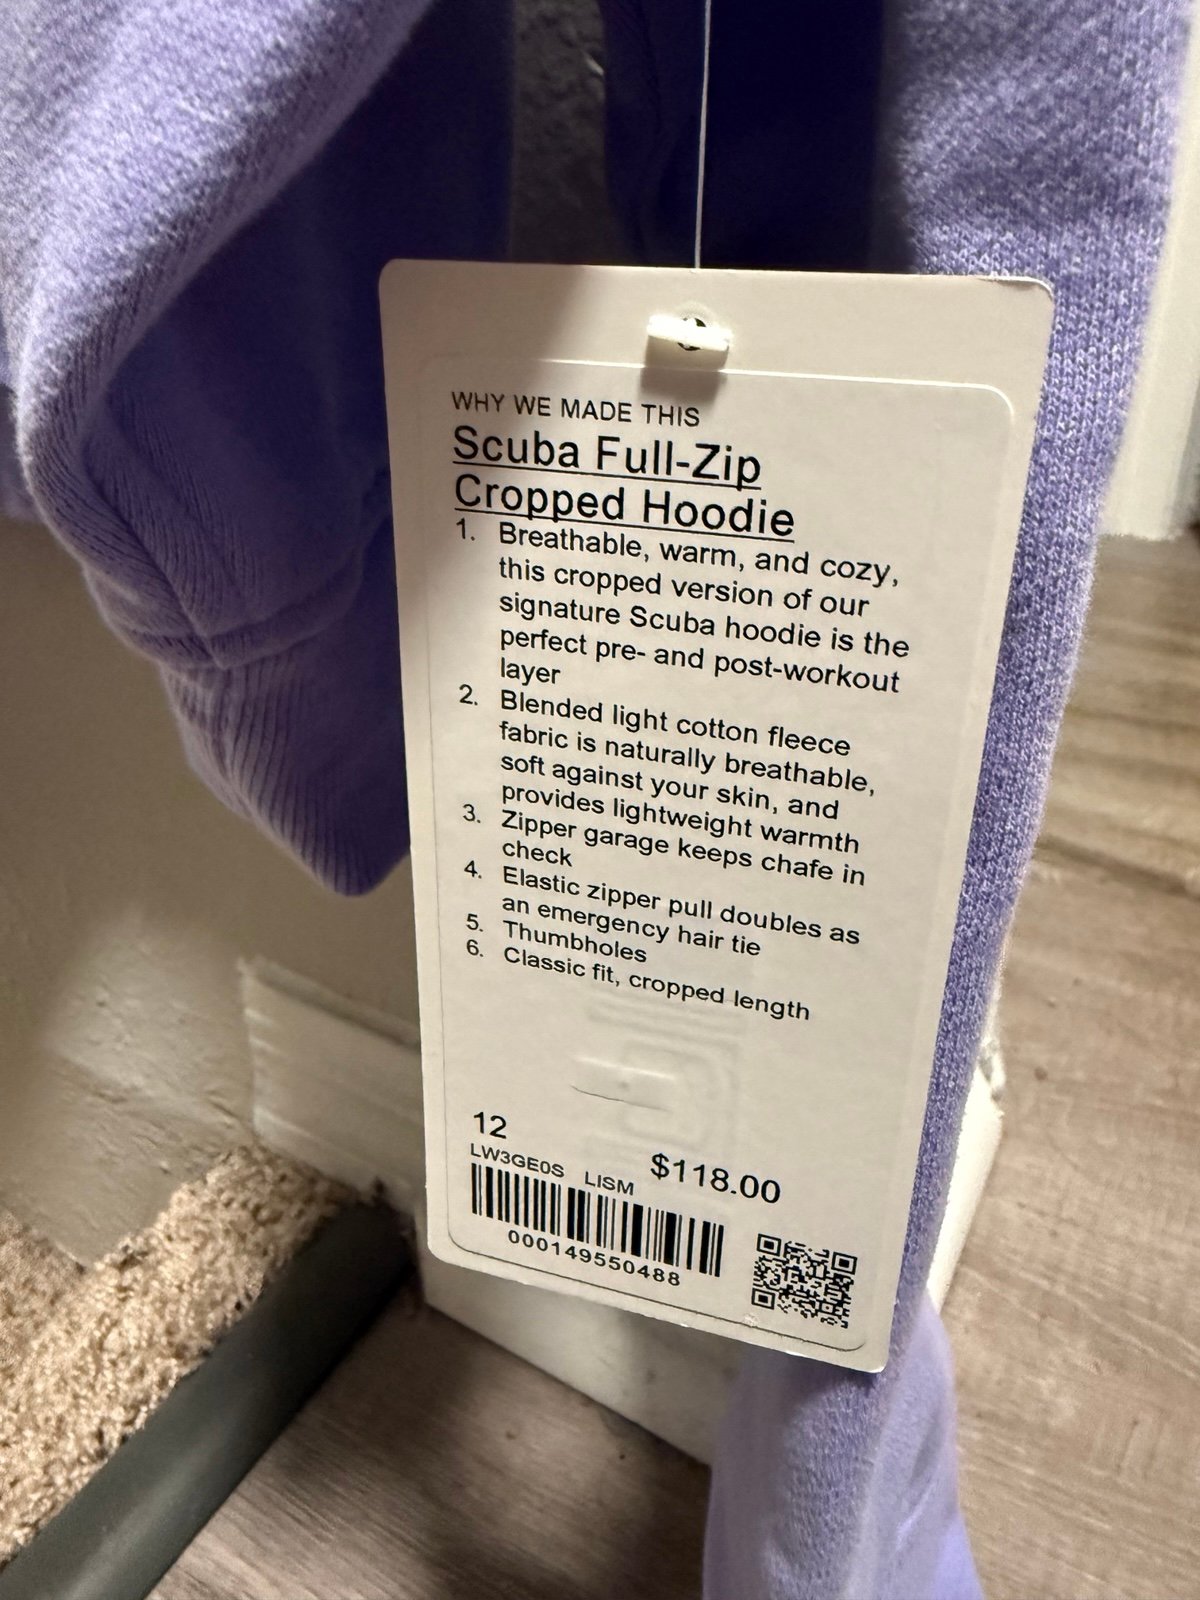 WHY WE MADE THIS
Scuba Full-Zip
Cropped Hoodie
1. Breathable, warm, and cozy,
this cropped version of our
signature Scuba hoodie is the
perfect pre- and post-workout
layer
2. Blended light cotton fleece
fabric is naturally breathable,
soft against your skin, and
provides lightweight warmth
3. Zipper garage keeps chafe in
check
4. Elastic zipper pull doubles as
an emergency hair tie
5. Thumbholes
6. Classic fit, cropped length
12
LW3GE0S LISM $118.00
000149550488